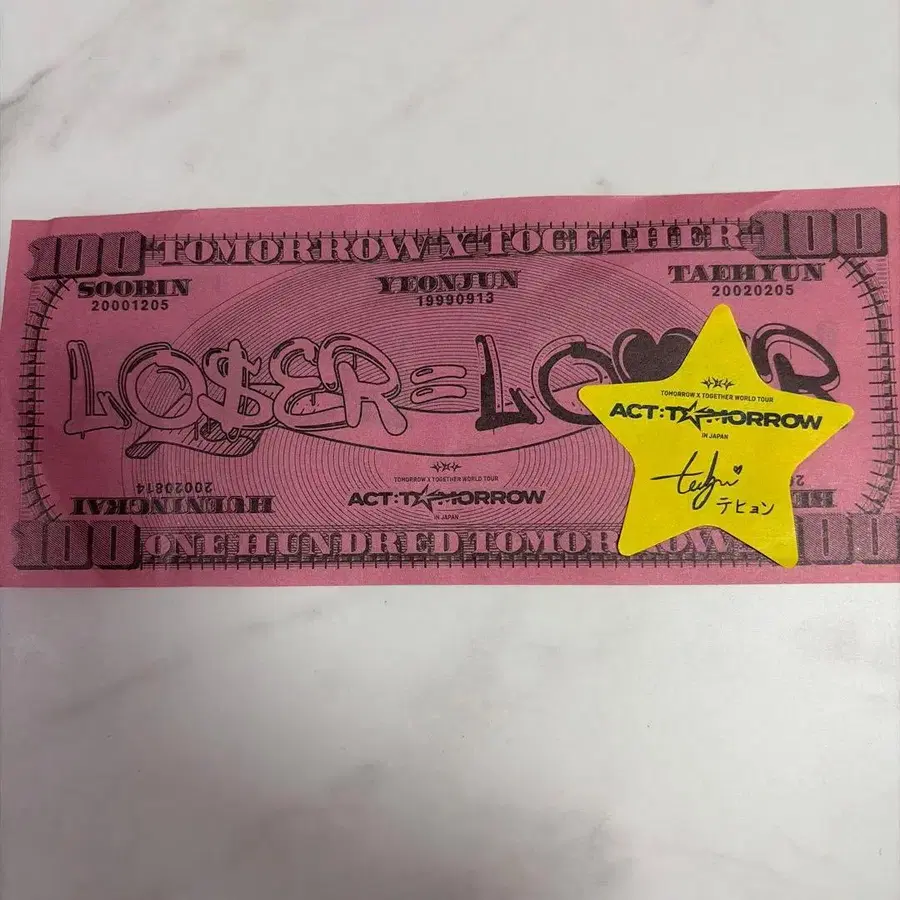 100 TOMORROW X TOGETHER 100
SOOBIN
20001205
YEONJUN
19990913
TAEHYUN
20020205
LO$ER=LO♥ER
TOMORROW X TOGETHER WORLD TOUR
ACT:TOMORROW
IN JAPAN
テヒョン
20020814
HUENINGKAI
TOMORROW X TOGETHER WORLD TOUR
ACT:TOMORROW
IN JAPAN
100 ONE HUNDRED TOMORROW 100